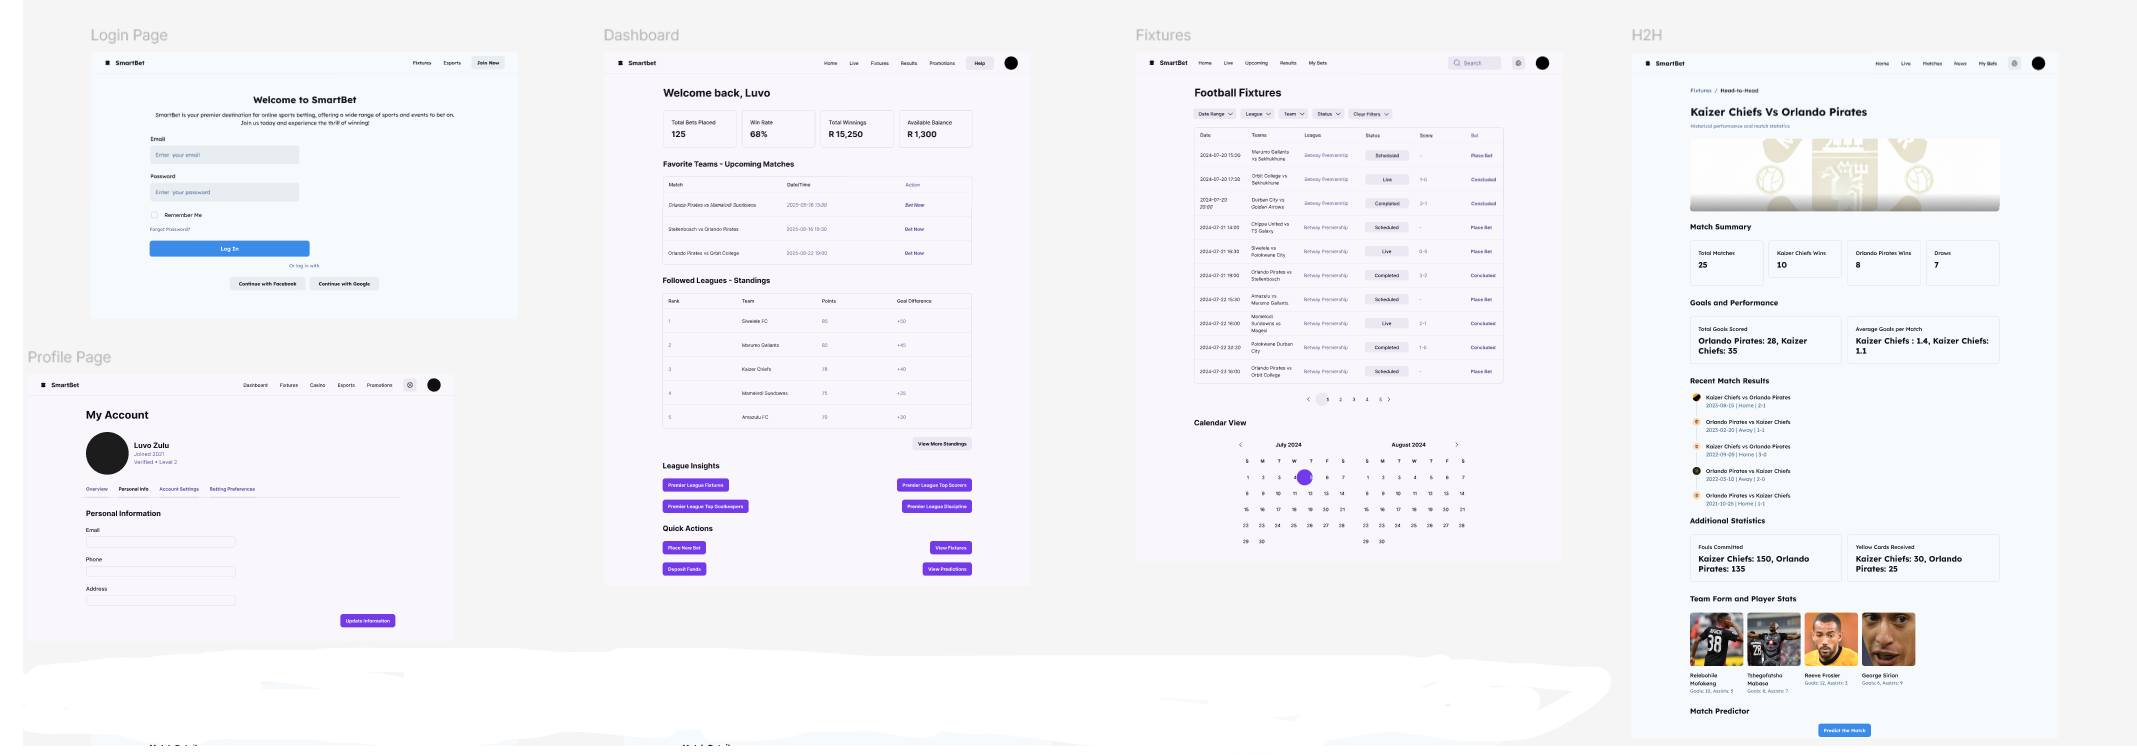 Login Page
SmartBet
Fixtures Esports Join Now
Welcome to SmartBet
SmartBet is your premier destination for online sports betting, offering a wide range of sports and events to bet on.
Join us today and experience the thrill of winning!
Email
Enter your email
Password
Enter your password
Remember Me
Forgot Password?
Log In
Or log in with
Continue with Facebook Continue with Google
Profile Page
SmartBet
Dashboard Fixtures Casino Esports Promotions
My Account
Luvo Zulu
Joined 2021
Verified • Level 2
Overview Personal Info Account Settings Betting Preferences
Personal Information
Email
Phone
Address
Update Information
Dashboard
Smartbet
Home Live Fixtures Results Promotions Help
Welcome back, Luvo
Total Bets Placed Win Rate Total Winnings Available Balance
125 68% R 15,250 R 1,300
Favorite Teams - Upcoming Matches
Match Date/Time Action
Orlando Pirates vs Mamelodi Sundowns Bet Now
Stellenbosch vs Orlando Pirates 2025-08-16 19:30 Bet Now
Orlando Pirates vs Orbit College 2025-08-22 19:00 Bet Now
Followed Leagues - Standings
Rank Team Points Goal Difference
1 Siwelele FC 85 +50
2 Marumo Gallants 82 +45
3 Kaizer Chiefs 78 +40
4 Mamelodi Sundowns 75 +35
5 Amazulu FC 70 +30
View More Standings
League Insights
Premier League Fixtures Premier League Top Scorers
Premier League Top Goalkeepers Premier League Discipline
Quick Actions
Place New Bet View Fixtures
Deposit Funds View Predictions
Fixtures
SmartBet Home Live Upcoming Results My Bets Search
Football Fixtures
Date Range League Team Status Clear Filters
Date Teams League Status Score Bet
2024-07-20 15:00 Marumo Gallants vs Sekhukhune Betway Premiership Scheduled - Place Bet
2024-07-20 17:30 Orbit College vs Sekhukhune Betway Premiership Live 1-0 Concluded
2024-07-20 20:00 Durban City vs Golden Arrows Betway Premiership Completed 2-1 Concluded
2024-07-21 14:00 Chippa United vs TS Galaxy Betway Premiership Scheduled - Place Bet
2024-07-21 16:30 Siwelele vs Polokwane City Betway Premiership Live 0-0 Place Bet
2024-07-21 19:00 Orlando Pirates vs Stellenbosch Betway Premiership Completed 3-2 Concluded
2024-07-22 15:30 Amazulu vs Marumo Gallants Betway Premiership Scheduled - Place Bet
2024-07-22 18:00 Mamelodi Sundowns vs Magesi Betway Premiership Live 2-1 Concluded
2024-07-22 20:30 Polokwane Durban City Betway Premiership Completed 1-0 Concluded
2024-07-23 16:00 Orlando Pirates vs Orbit College Betway Premiership Scheduled - Place Bet
1 2 3 4 5
Calendar View
July 2024 August 2024
S M T W T F S S M T W T F S
1 2 3 4 5 6 7 1 2 3 4 5 6 7
8 9 10 11 12 13 14 8 9 10 11 12 13 14
15 16 17 18 19 20 21 15 16 17 18 19 20 21
22 23 24 25 26 27 28 22 23 24 25 26 27 28
29 30 29 30
H2H
SmartBet
Home Live Matches News My Bets
Fixtures / Head-to-Head
Kaizer Chiefs Vs Orlando Pirates
Historical performance and match statistics
Match Summary
Total Matches Kaizer Chiefs Wins Orlando Pirates Wins Draws
25 10 8 7
Goals and Performance
Total Goals Scored Average Goals per Match
Orlando Pirates: 28, Kaizer Kaizer Chiefs : 1.4, Kaizer Chiefs:
Chiefs: 35 1.1
Recent Match Results
Kaizer Chiefs vs Orlando Pirates
2023-08-15 | Home | 2-1
Orlando Pirates vs Kaizer Chiefs
2023-02-20 | Away | 1-1
Kaizer Chiefs vs Orlando Pirates
2022-09-05 | Home | 3-0
Orlando Pirates vs Kaizer Chiefs
2022-03-10 | Away | 2-0
Orlando Pirates vs Kaizer Chiefs
2021-10-25 | Home | 1-1
Additional Statistics
Fouls Committed Yellow Cards Received
Kaizer Chiefs: 150, Orlando Kaizer Chiefs: 30, Orlando
Pirates: 135 Pirates: 25
Team Form and Player Stats
38 28
Relebohile Tshegofatsho Reeve Frosler George Sirion
Mofokeng Mabasa Goals: 12, Assists: 3 Goals: 6, Assists: 9
Goals: 10, Assists: 5 Goals: 8, Assists: 7
Match Predictor
Predict the Match